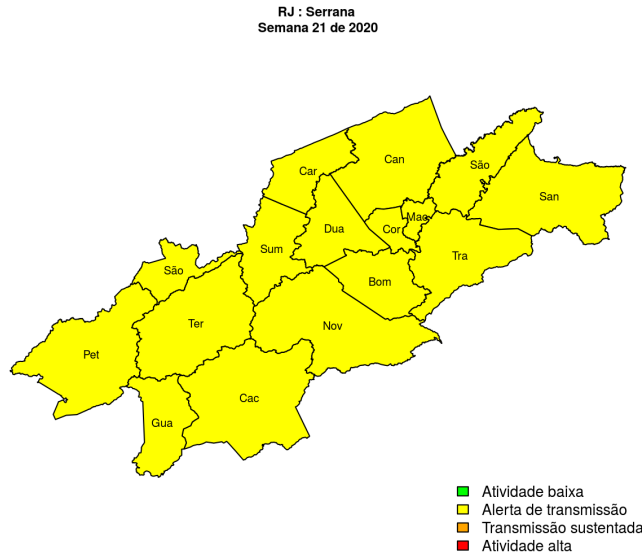 RJ : Serrana
Semana 21 de 2020
Can
São
Car
San
Mac
Dua
Cor
Sum
Tra
São
Bom
Ter
Nov
Pet
Cac
Gua
Atividade baixa
Alerta de transmissão
Transmissão sustentada
Atividade alta